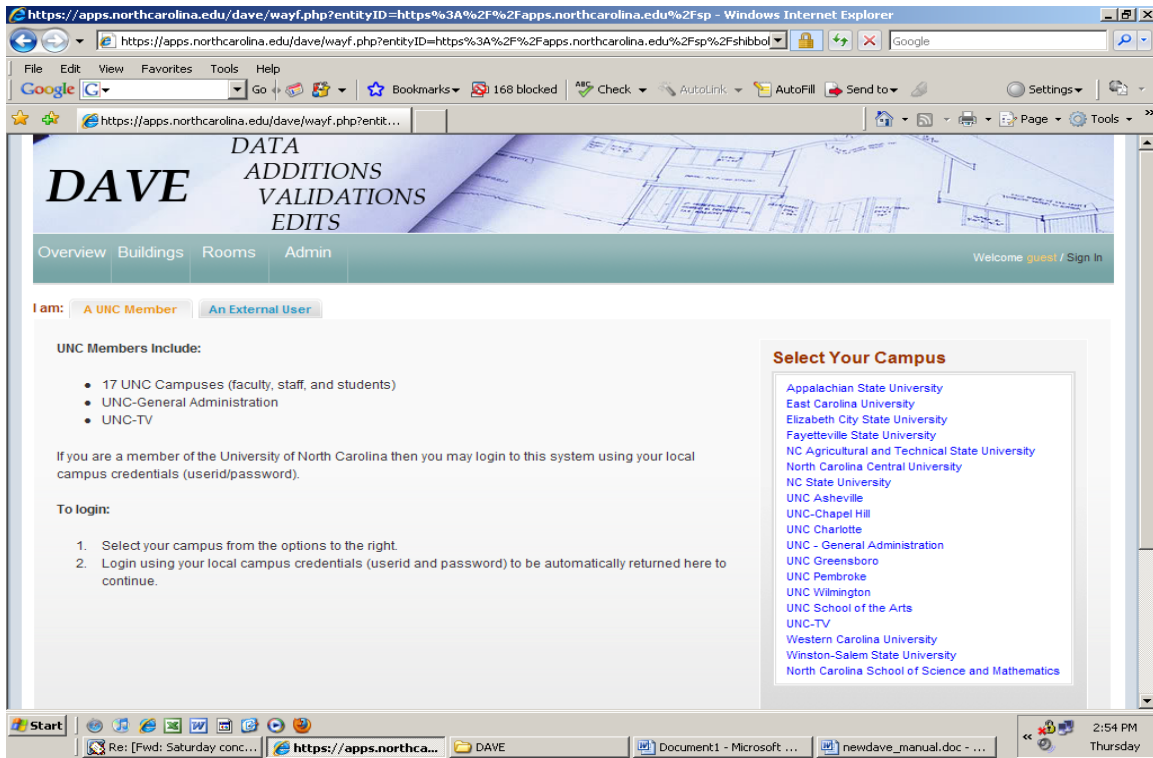 https://apps.northcarolina.edu/dave/wayf.php?entityID=https%3A%2F%2Fapps.northcarolina.edu%2Fsp - Windows Internet Explorer
https://apps.northcarolina.edu/dave/wayf.php?entityID=https%3A%2F%2Fapps.northcarolina.edu%2Fsp%2Fshibbol
Google
File Edit View Favorites Tools Help
Google G Go Bookmarks 168 blocked ABC Check AutoLink AutoFill Send to Settings
https://apps.northcarolina.edu/dave/wayf.php?entit... Page Tools »
DAVE
DATA
ADDITIONS
VALIDATIONS
EDITS
Overview Buildings Rooms Admin Welcome guest / Sign In
I am: A UNC Member An External User
UNC Members Include:
• 17 UNC Campuses (faculty, staff, and students)
• UNC-General Administration
• UNC-TV
If you are a member of the University of North Carolina then you may login to this system using your local
campus credentials (userid/password).
To login:
1. Select your campus from the options to the right.
2. Login using your local campus credentials (userid and password) to be automatically returned here to
continue.
Select Your Campus
Appalachian State University
East Carolina University
Elizabeth City State University
Fayetteville State University
NC Agricultural and Technical State University
North Carolina Central University
NC State University
UNC Asheville
UNC-Chapel Hill
UNC Charlotte
UNC - General Administration
UNC Greensboro
UNC Pembroke
UNC Wilmington
UNC School of the Arts
UNC-TV
Western Carolina University
Winston-Salem State University
North Carolina School of Science and Mathematics
Start « 2:54 PM
Re: [Fwd: Saturday conc... https://apps.northca... DAVE Document1 - Microsoft ... newdave_manual.doc - ... Thursday